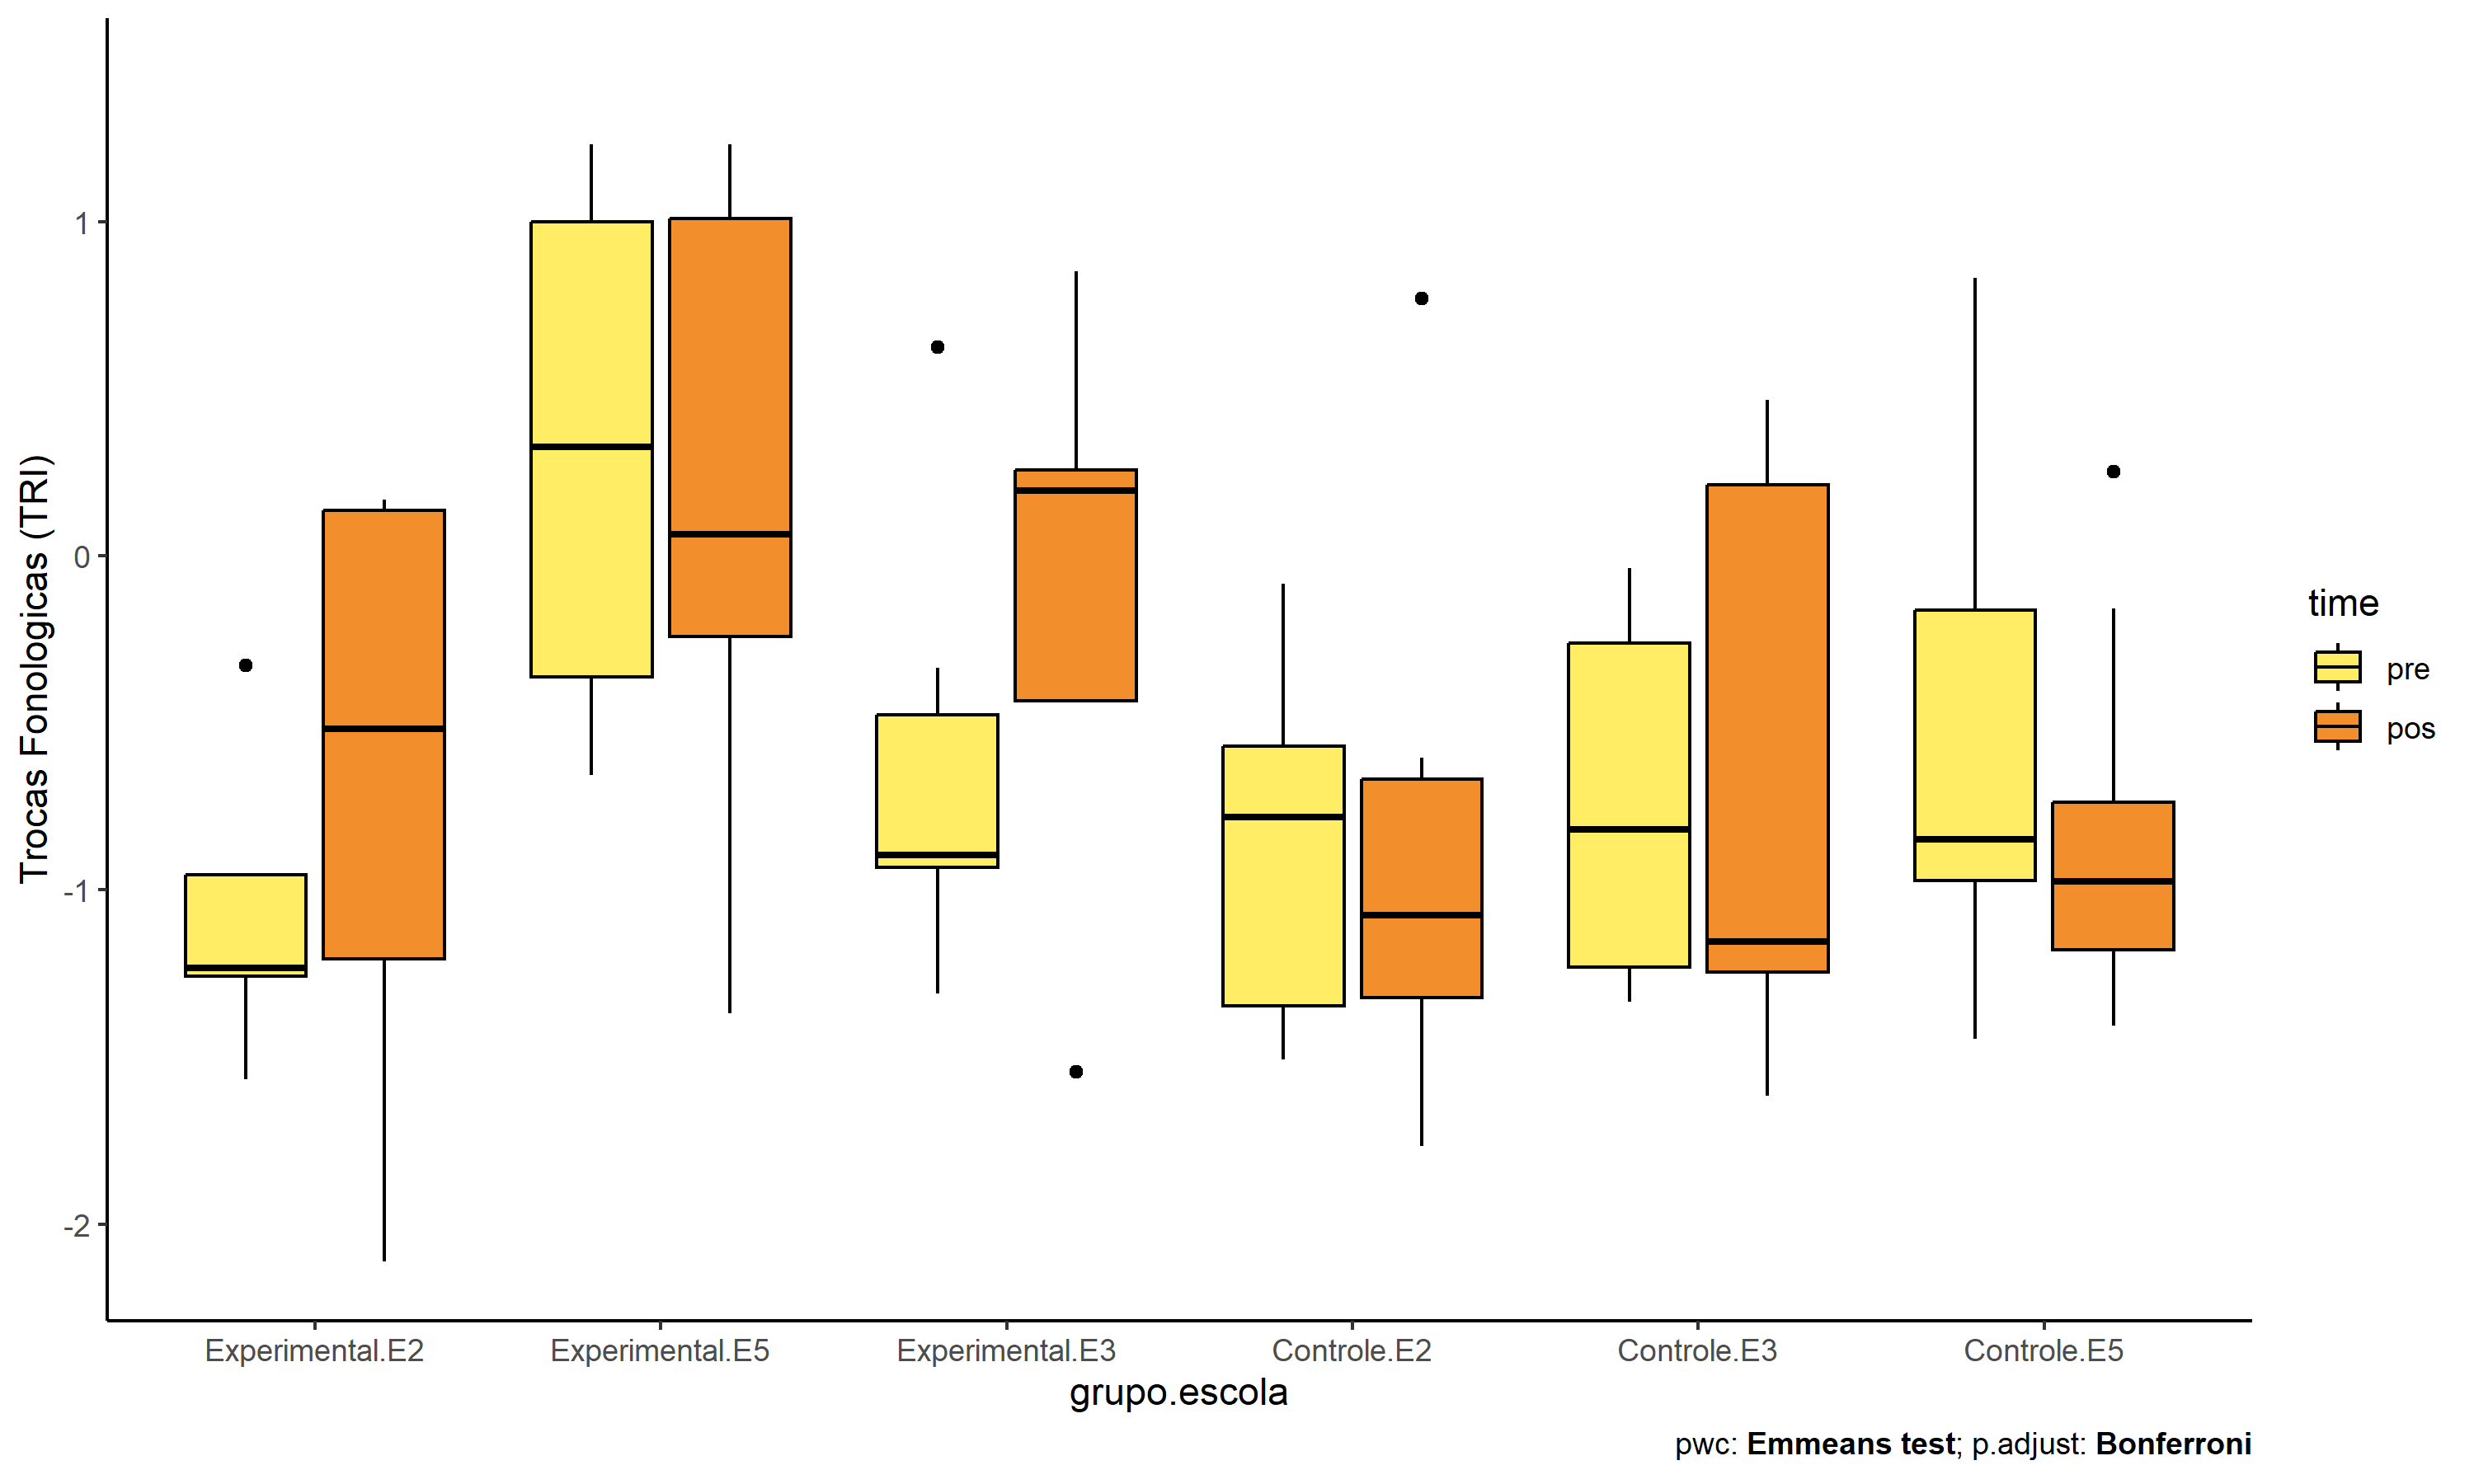 Trocas Fonologicas (TRI)
1
0
-1
-2
Experimental.E2
Experimental.E5
Experimental.E3
Controle.E2
Controle.E3
Controle.E5
grupo.escola
time
pre
pos
pwc: Emmeans test; p.adjust: Bonferroni